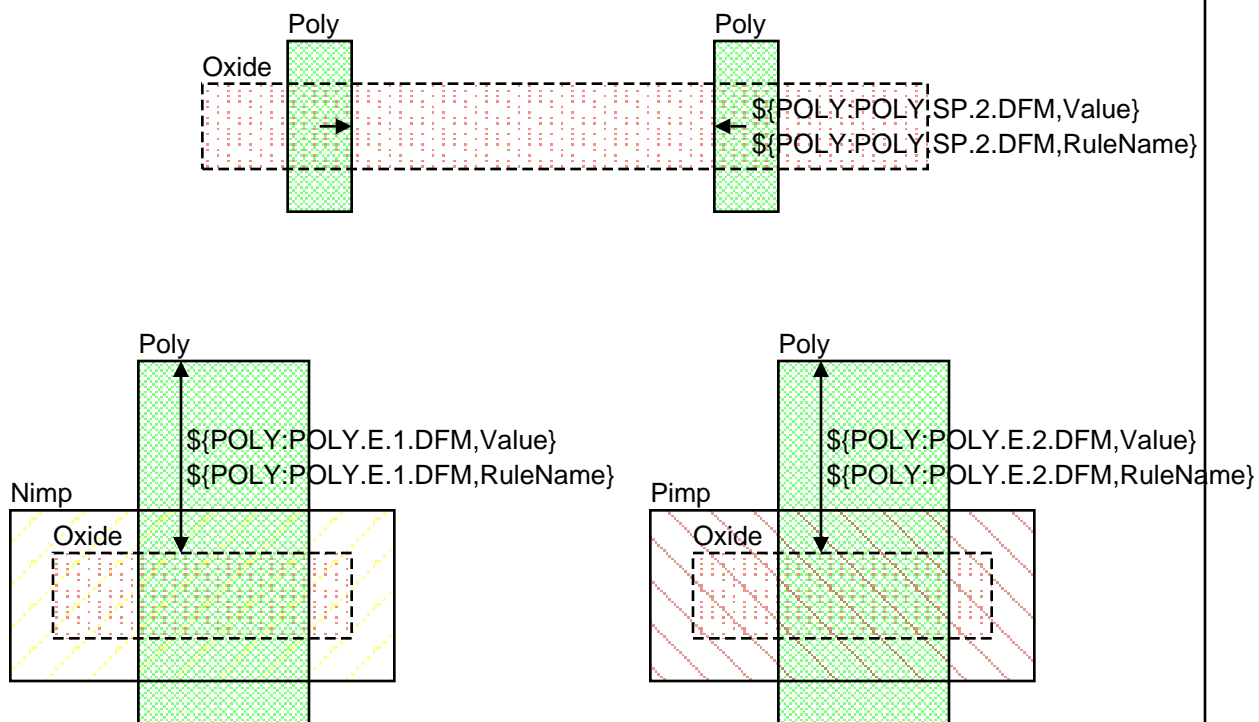 Poly
Poly
Oxide
${POLY:POLY.SP.2.DFM,Value}
${POLY:POLY.SP.2.DFM,RuleName}
Poly
Poly
${POLY:POLY.E.1.DFM,Value}
${POLY:POLY.E.2.DFM,Value}
${POLY:POLY.E.1.DFM,RuleName}
${POLY:POLY.E.2.DFM,RuleName}
Nimp
Pimp
Oxide
Oxide